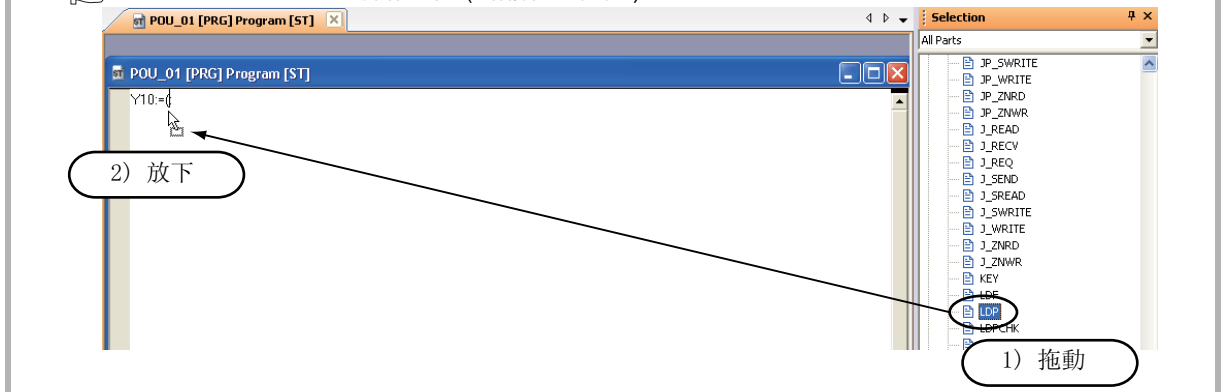 POU_01 [PRG] Program [ST]
Selection
All Parts
POU_01 [PRG] Program [ST]
Y10:=(
2) 放下
JP_SWRITE
JP_WRITE
JP_ZNRD
JP_ZNWR
J_READ
J_RECV
J_REQ
J_SEND
J_SREAD
J_SWRITE
J_WRITE
J_ZNRD
J_ZNWR
KEY
LDF
LDP
LDPCHK
1) 拖動